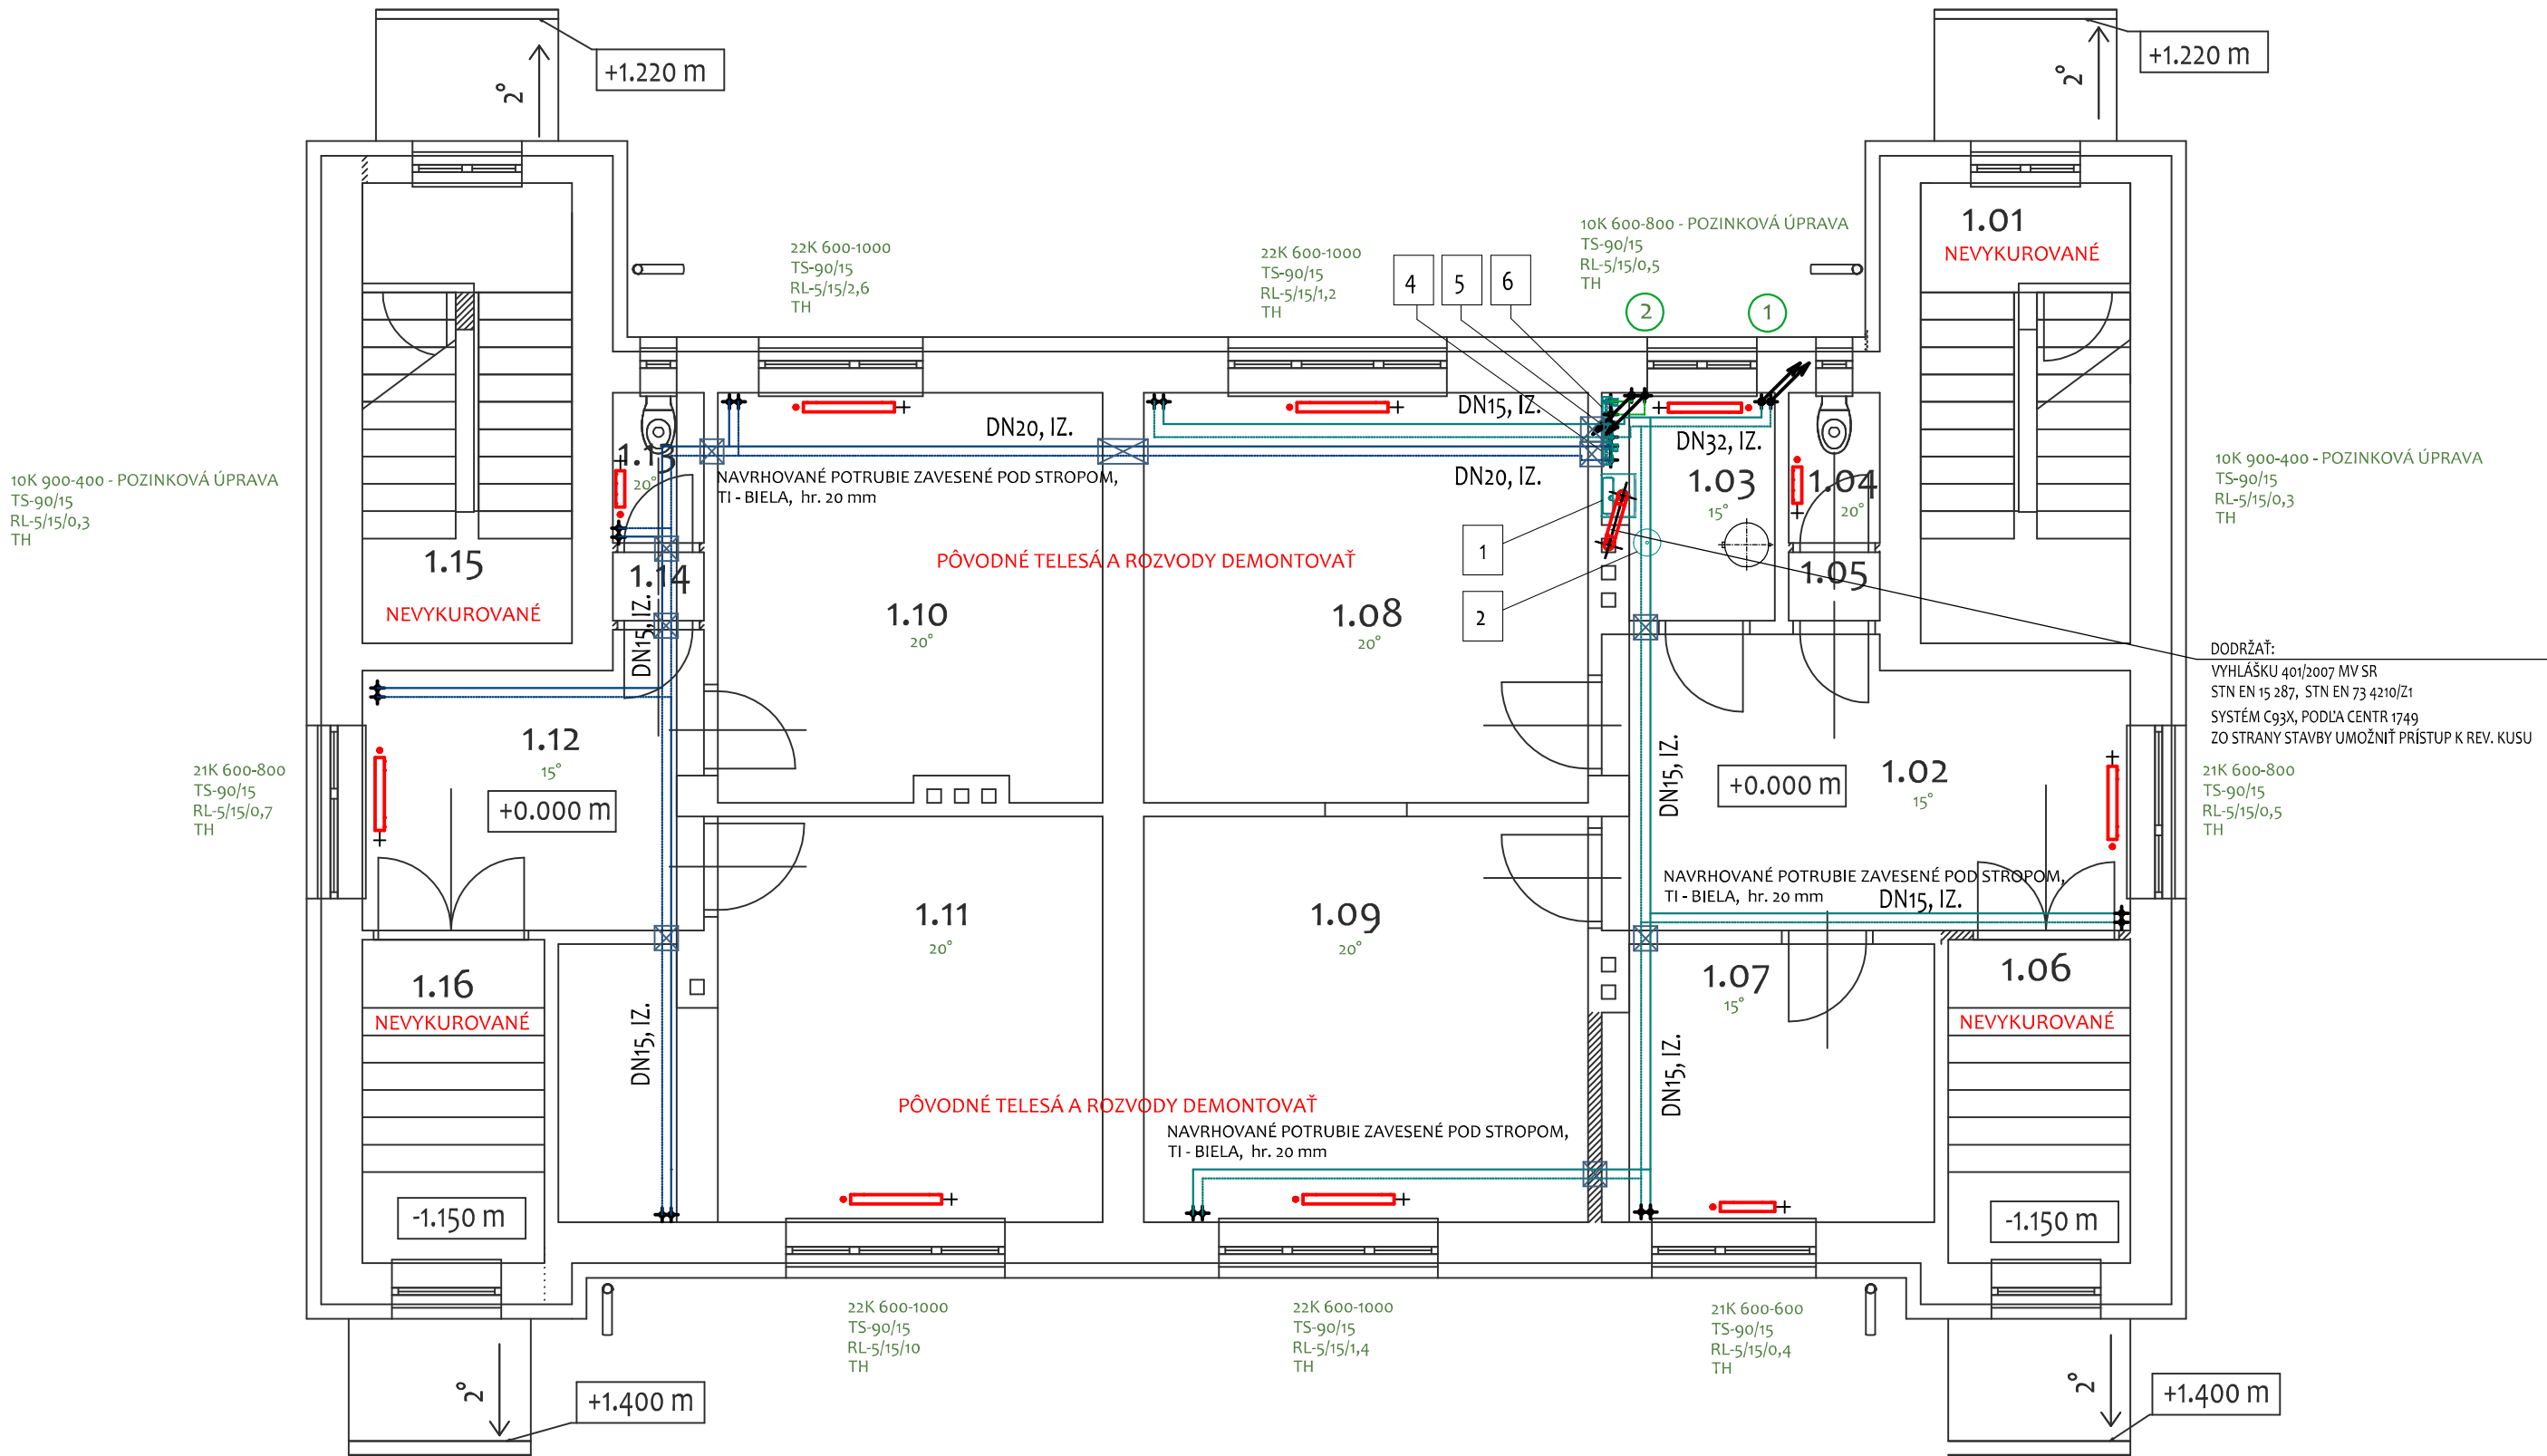 +1.220 m
2°
+1.220 m
2°
1.01
NEVYKUROVANÉ
22K 600-1000
TS-90/15
RL-5/15/2,6
TH
22K 600-1000
TS-90/15
RL-5/15/1,2
TH
10K 600-800 - POZINKOVÁ ÚPRAVA
TS-90/15
RL-5/15/0,5
TH
4
5
6
2
1
10K 900-400 - POZINKOVÁ ÚPRAVA
TS-90/15
RL-5/15/0,3
TH
1.13
20°
DN20, IZ.
NAVRHOVANÉ POTRUBIE ZAVESENÉ POD STROPOM,
TI - BIELA, hr. 20 mm
DN15, IZ.
DN20, IZ.
DN32, IZ.
1.03
15°
1.04
20°
10K 900-400 - POZINKOVÁ ÚPRAVA
TS-90/15
RL-5/15/0,3
TH
1.15
NEVYKUROVANÉ
1.14
DN15, IZ.
PÔVODNÉ TELESÁ A ROZVODY DEMONTOVAŤ
1.10
20°
1.08
20°
1
2
1.05
DODRŽAŤ:
VYHLÁŠKU 401/2007 MV SR
STN EN 15 287, STN EN 73 4210/Z1
SYSTÉM C93X, PODĽA CENTR 1749
ZO STRANY STAVBY UMOŽNIŤ PRÍSTUP K REV. KUSU
21K 600-800
TS-90/15
RL-5/15/0,7
TH
1.12
15°
+0.000 m
DN15, IZ.
+0.000 m
1.02
15°
21K 600-800
TS-90/15
RL-5/15/0,5
TH
NAVRHOVANÉ POTRUBIE ZAVESENÉ POD STROPOM,
TI - BIELA, hr. 20 mm
DN15, IZ.
1.11
20°
1.09
20°
1.16
NEVYKUROVANÉ
DN15, IZ.
1.07
15°
1.06
NEVYKUROVANÉ
DN15, IZ.
PÔVODNÉ TELESÁ A ROZVODY DEMONTOVAŤ
NAVRHOVANÉ POTRUBIE ZAVESENÉ POD STROPOM,
TI - BIELA, hr. 20 mm
-1.150 m
-1.150 m
22K 600-1000
TS-90/15
RL-5/15/10
TH
22K 600-1000
TS-90/15
RL-5/15/1,4
TH
21K 600-600
TS-90/15
RL-5/15/0,4
TH
2°
+1.400 m
2°
+1.400 m